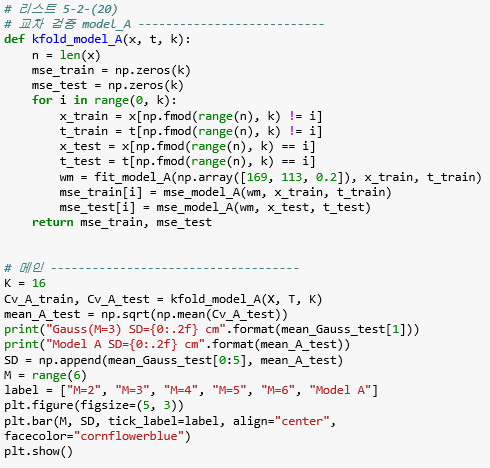 # 리스트 5-2-(20)
# 교차 검증 model_A ---------------------------
def kfold_model_A(x, t, k):
    n = len(x)
    mse_train = np.zeros(k)
    mse_test = np.zeros(k)
    for i in range(0, k):
        x_train = x[np.fmod(range(n), k) != i]
        t_train = t[np.fmod(range(n), k) != i]
        x_test = x[np.fmod(range(n), k) == i]
        t_test = t[np.fmod(range(n), k) == i]
        wm = fit_model_A(np.array([169, 113, 0.2]), x_train, t_train)
        mse_train[i] = mse_model_A(wm, x_train, t_train)
        mse_test[i] = mse_model_A(wm, x_test, t_test)
    return mse_train, mse_test


# 메인 ------------------------------------
K = 16
Cv_A_train, Cv_A_test = kfold_model_A(X, T, K)
mean_A_test = np.sqrt(np.mean(Cv_A_test))
print("Gauss(M=3) SD={0:.2f} cm".format(mean_Gauss_test[1]))
print("Model A SD={0:.2f} cm".format(mean_A_test))
SD = np.append(mean_Gauss_test[0:5], mean_A_test)
M = range(6)
label = ["M=2", "M=3", "M=4", "M=5", "M=6", "Model A"]
plt.figure(figsize=(5, 3))
plt.bar(M, SD, tick_label=label, align="center",
facecolor="cornflowerblue")
plt.show()